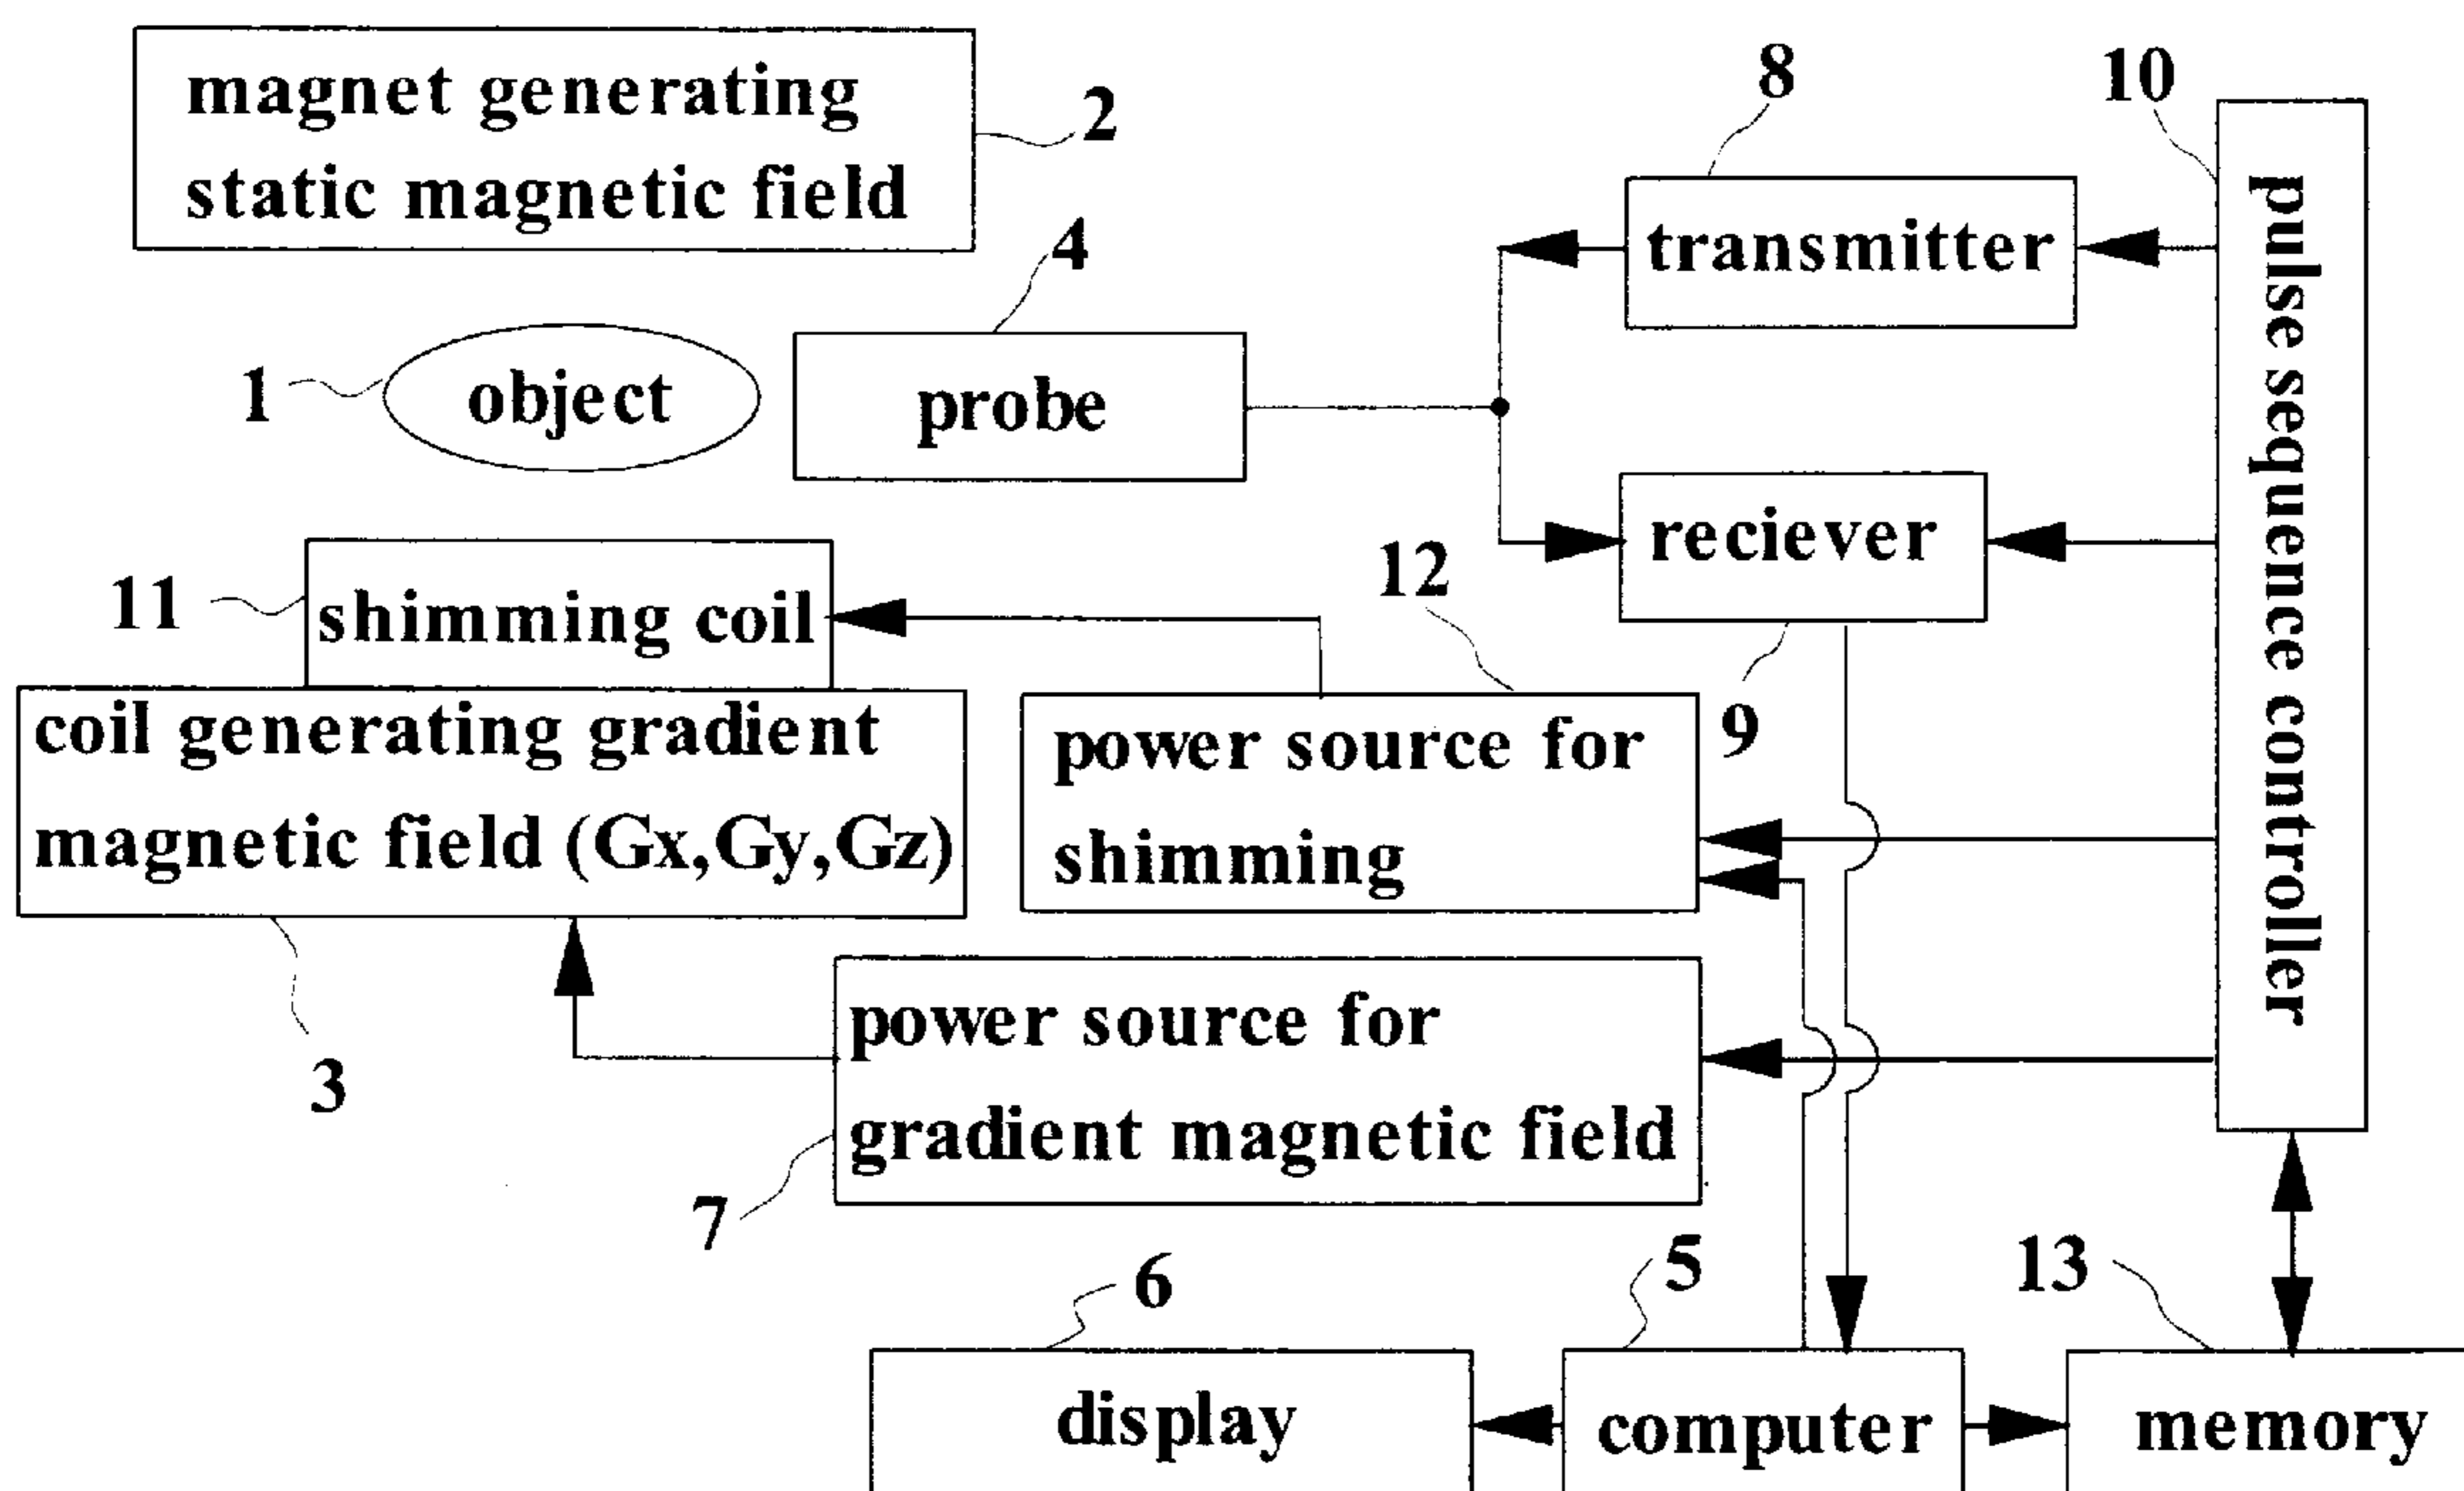 magnet generating
static magnetic field
2
8
10
transmitter
pulse sequence controller
4
1
object
probe
reciever
9
11
shimming coil
12
coil generating gradient
magnetic field (Gx,Gy,Gz)
3
power source for
shimming
power source for
gradient magnetic field
7
6
5
13
display
computer
memory